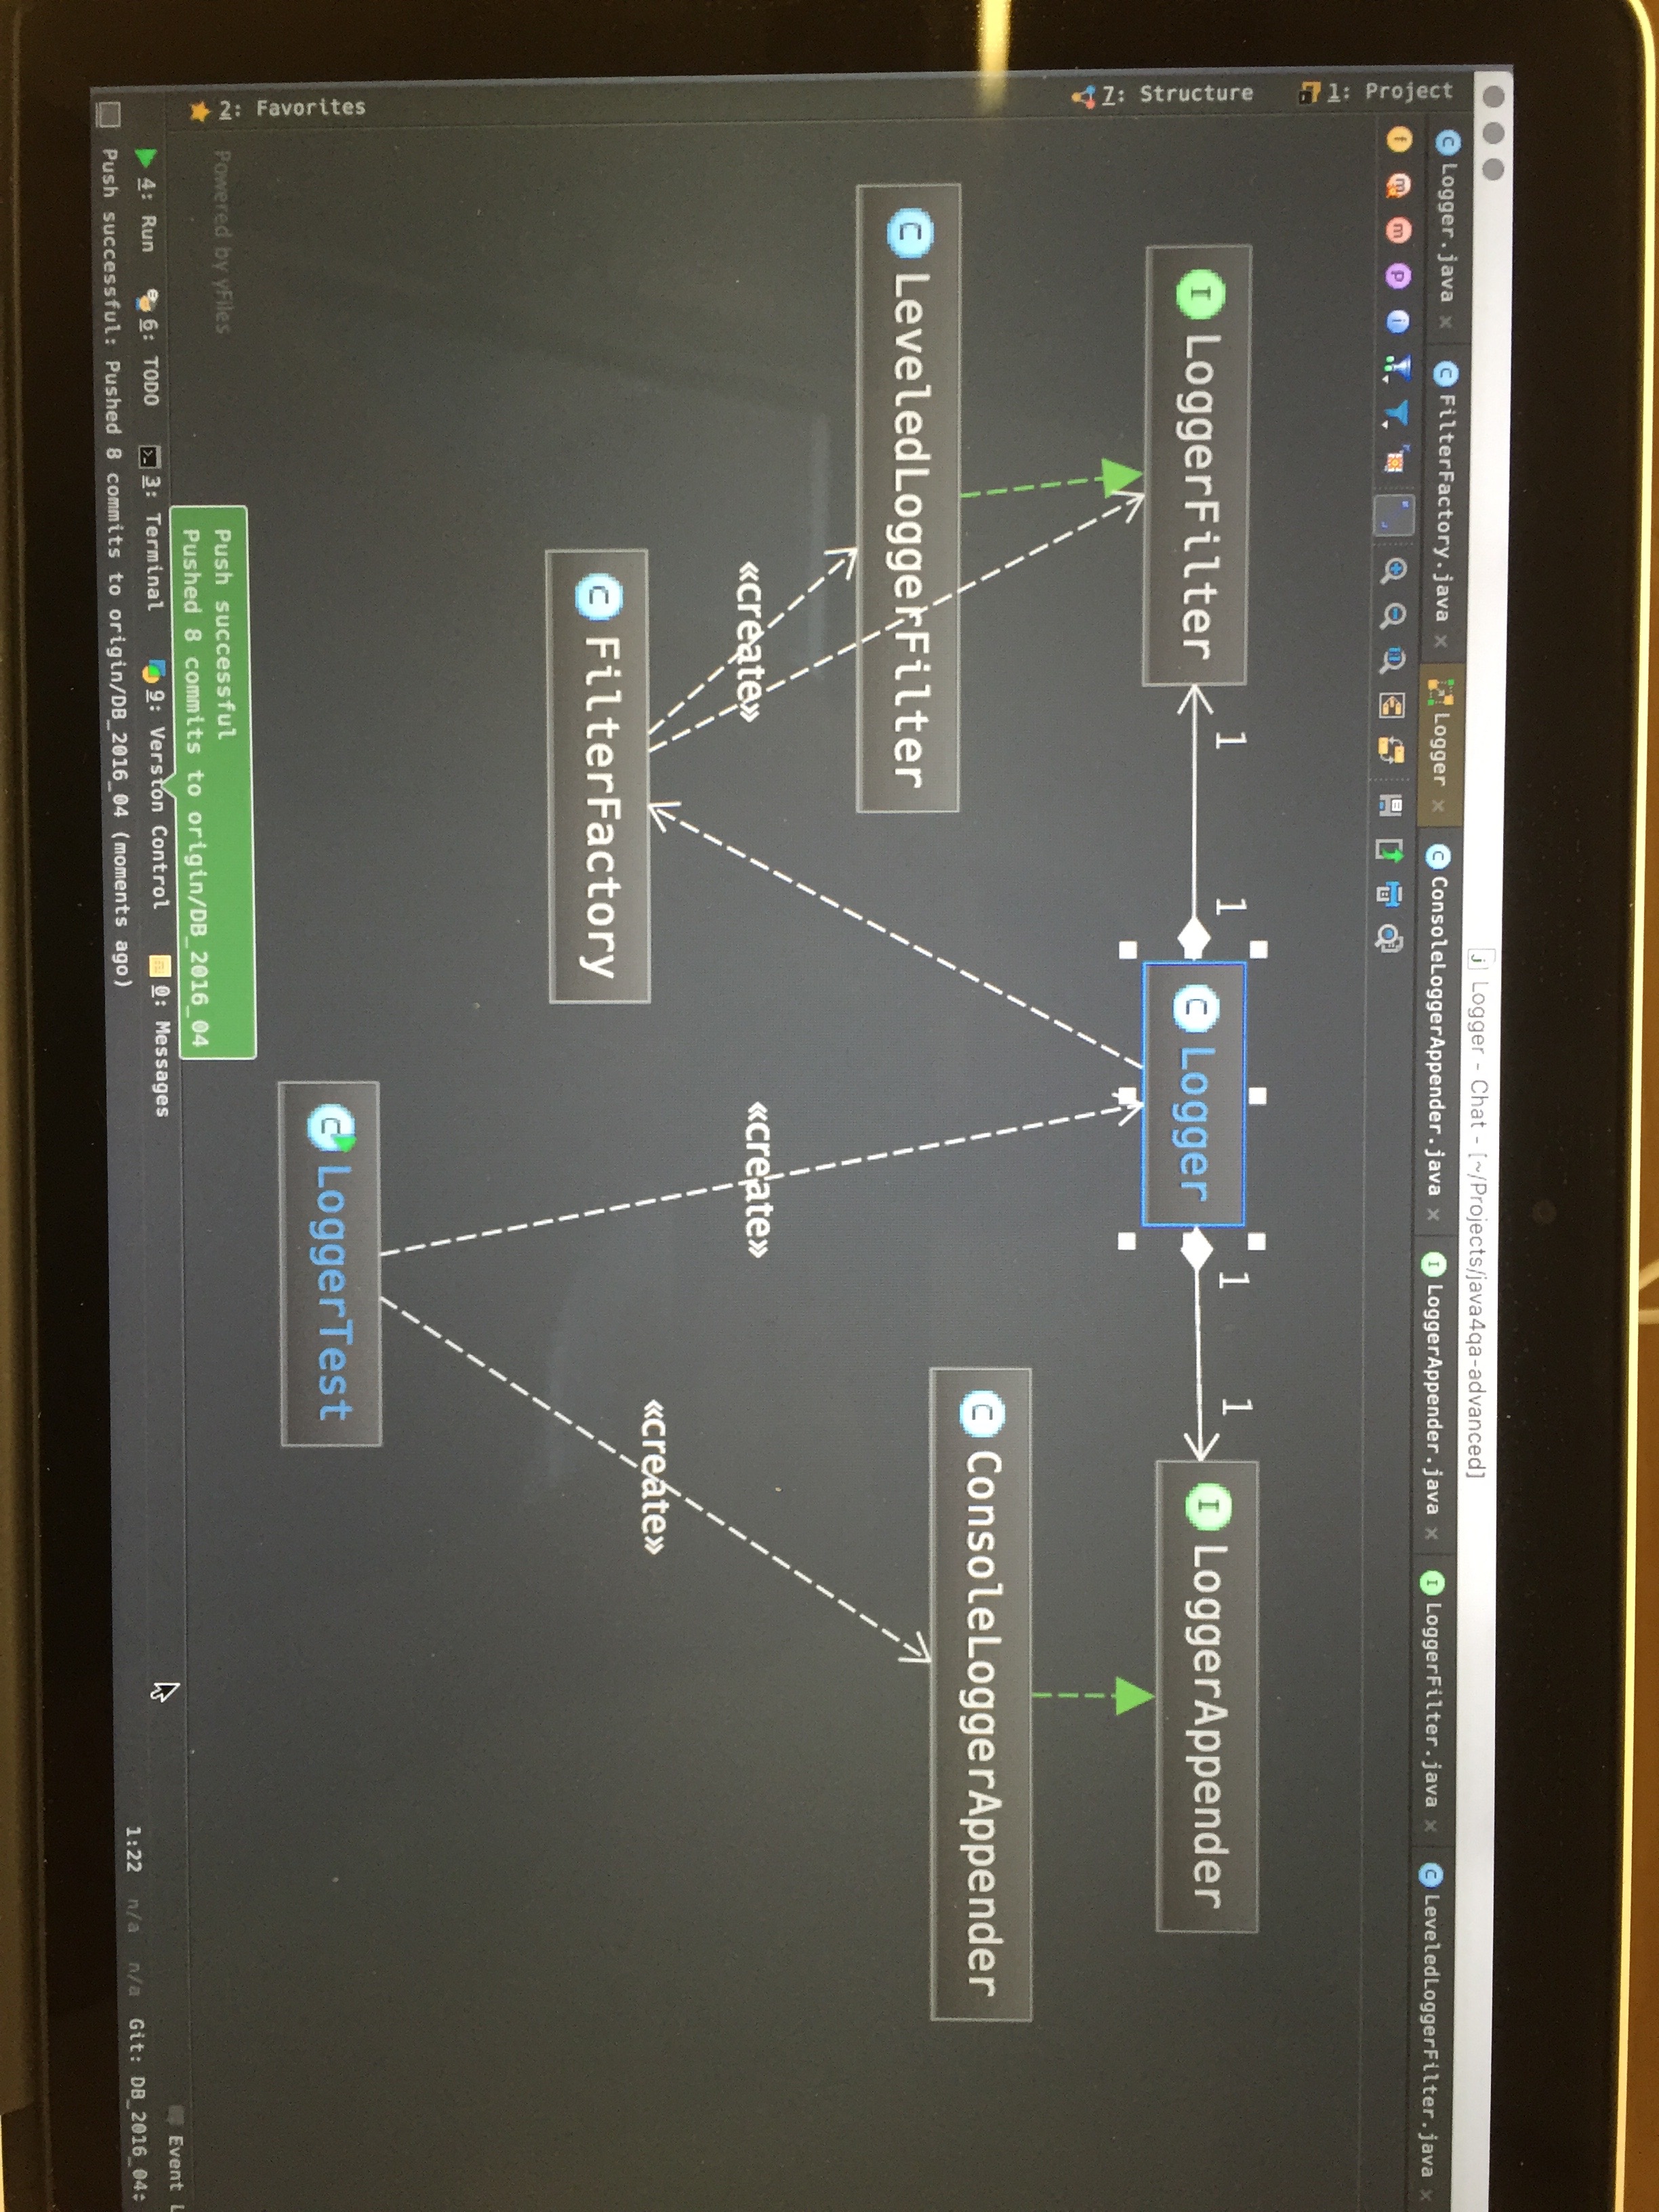 Logger - Chat - [~/Projects/java4qa-advanced]
Logger.java
FilterFactory.java
Logger
ConsoleLoggerAppender.java
LoggerAppender.java
LoggerFilter.java
LeveledLoggerFilter.java
1: Project
7: Structure
2: Favorites
LoggerFilter
1
1
Logger
1
1
LoggerAppender
LeveledLoggerFilter
ConsoleLoggerAppender
«create»
«create»
«create»
FilterFactory
LoggerTest
Powered by yFiles
Push successful
Pushed 8 commits to origin/DB_2016_04
4: Run
6: TODO
3: Terminal
9: Version Control
0: Messages
Event L
Push successful: Pushed 8 commits to origin/DB_2016_04 (moments ago)
1:22
n/a
n/a
Git: DB_2016_04